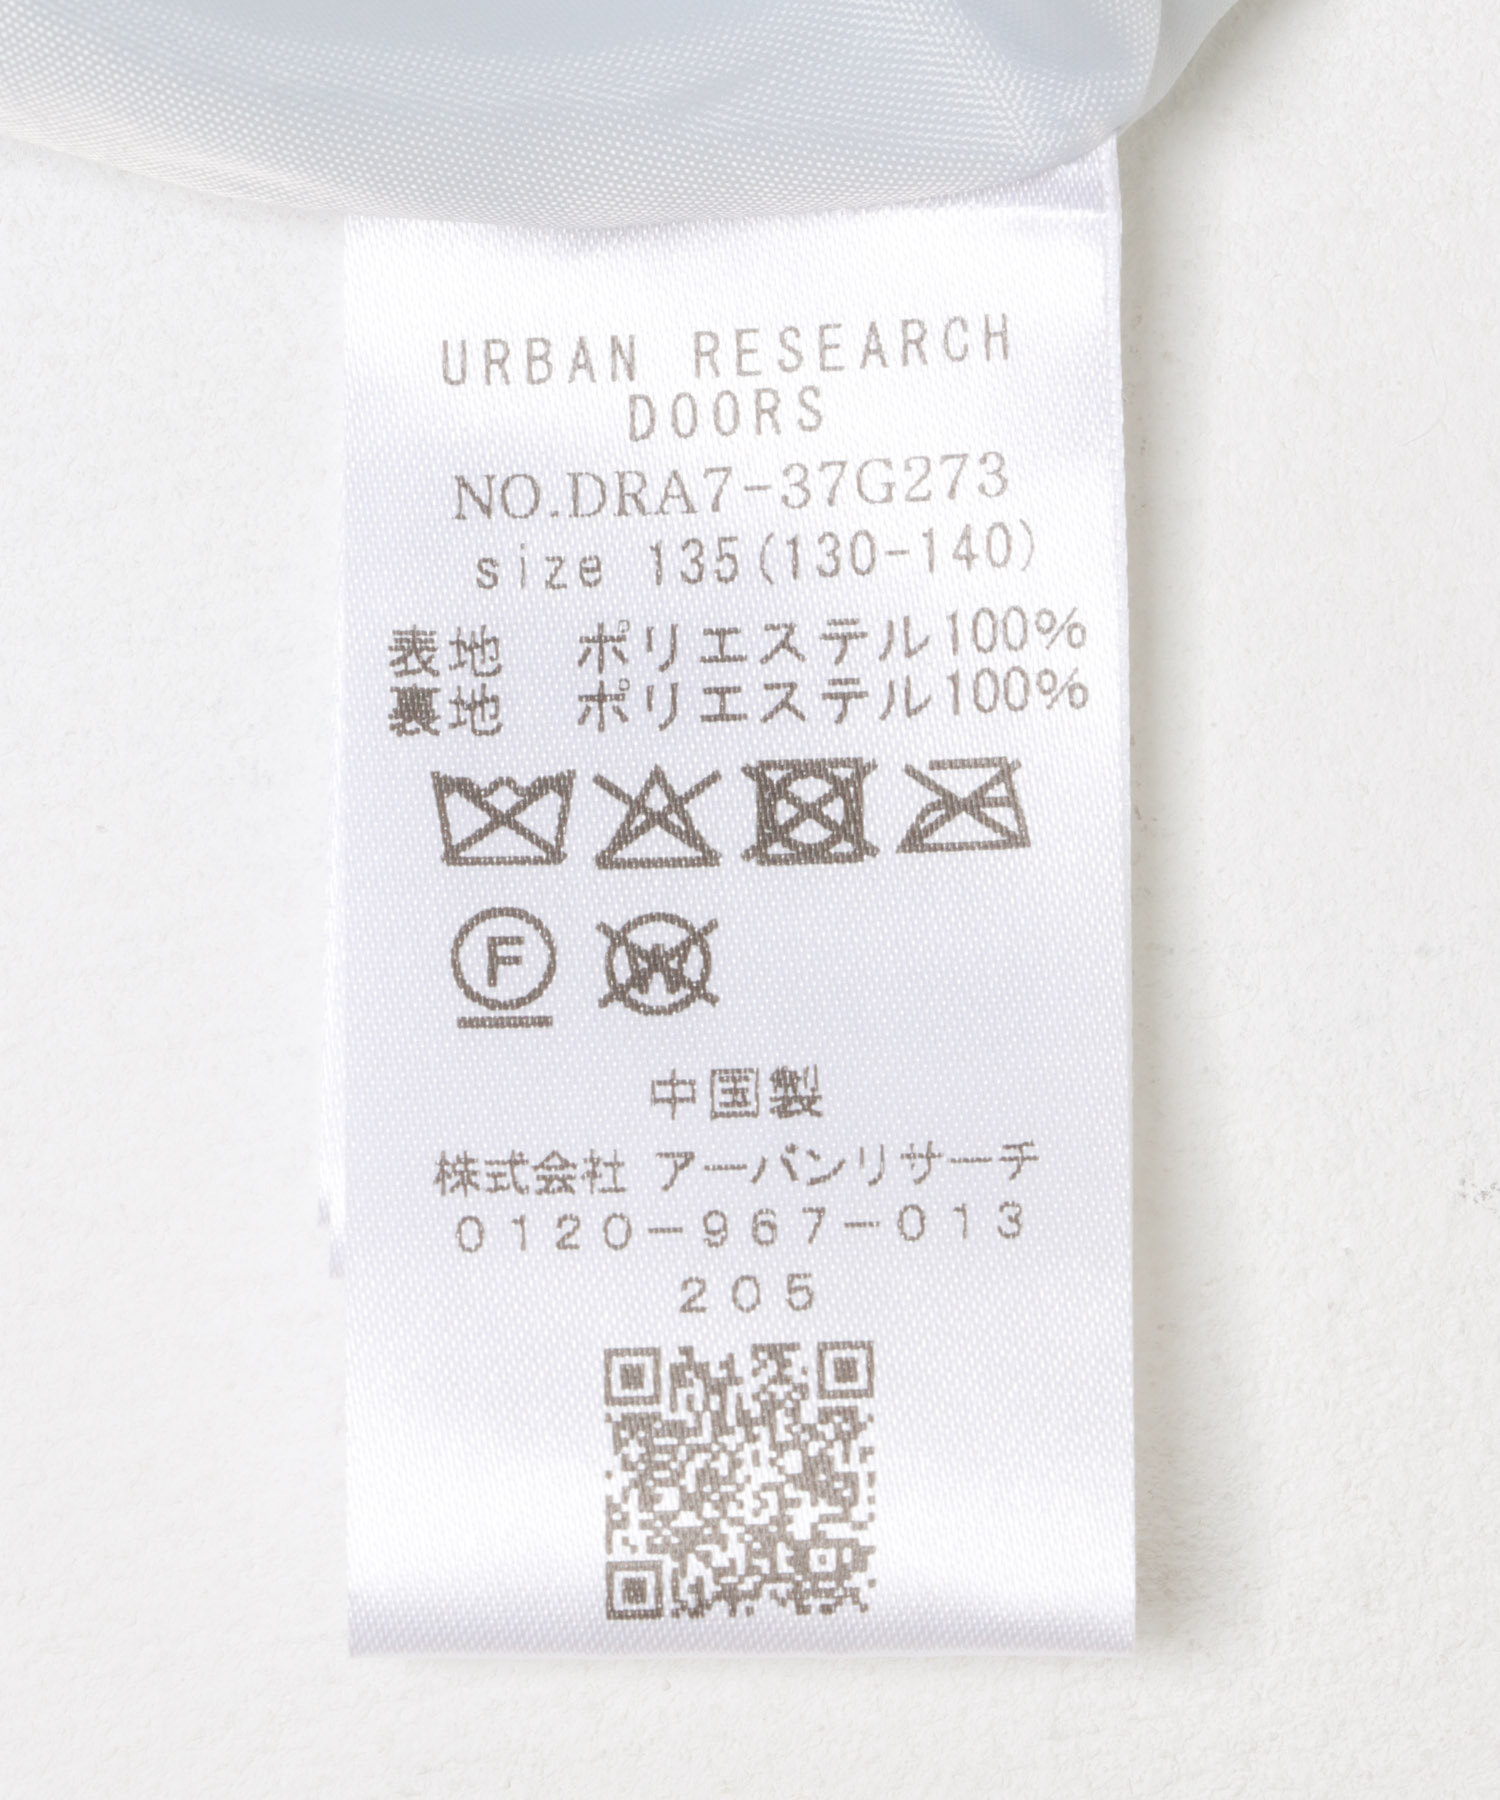 URBAN RESEARCH
DOORS
NO.DRA7-37G273
size 135(130-140)
表地 ポリエステル100%
裏地 ポリエステル100%
F
W
中国製
株式会社 アーバンリサーチ
0120-967-013
205